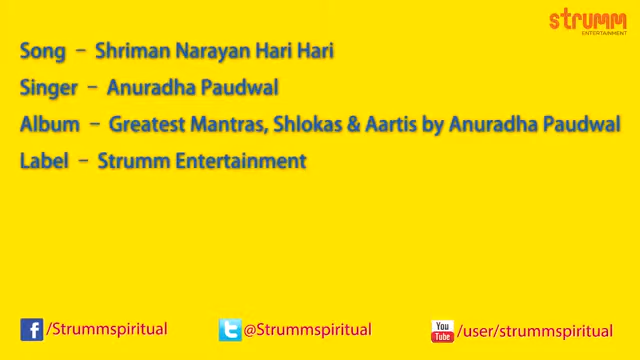 strumm
ENTERTAINMENT
Song – Shriman Narayan Hari Hari
Singer – Anuradha Paudwal
Album – Greatest Mantras, Shlokas & Aartis by Anuradha Paudwal
Label – Strumm Entertainment
f /Strummspiritual
t @Strummspiritual
You Tube /user/strummspiritual